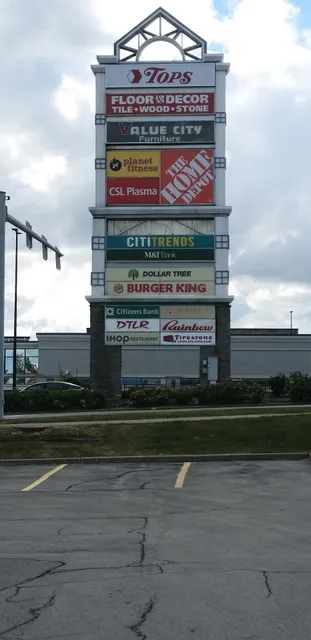 TOPS
FLOOR DECOR
TILE • WOOD • STONE
VALUE CITY
Furniture
planet fitness
CSL Plasma
THE HOME DEPOT
CITITRENDS
M&T Bank
DOLLAR TREE
BURGER KING
Citizens Bank
DTLR
Rainbow
IHOP RESTAURANT
Firestone